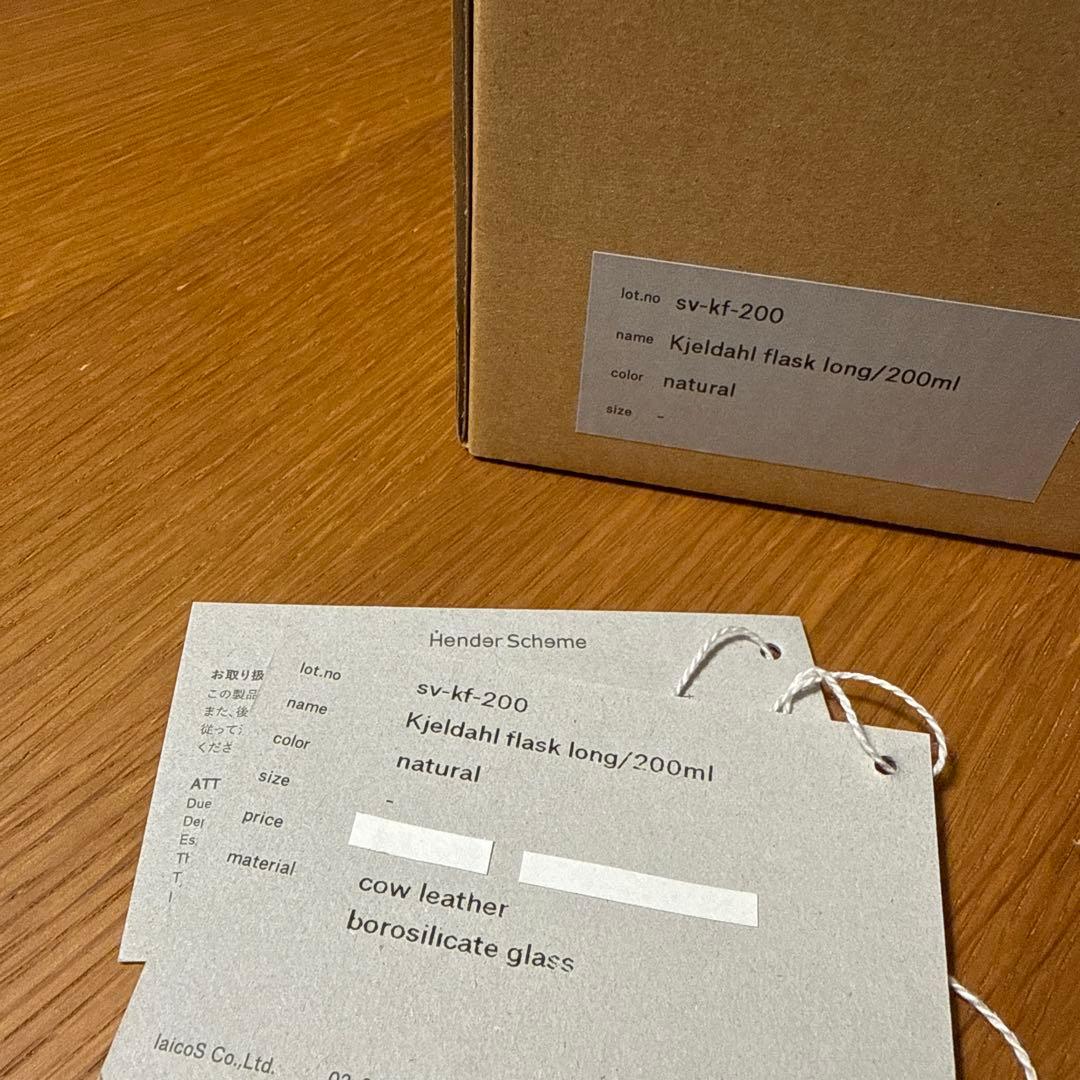 lot.no sv-kf-200
name Kjeldahl flask long/200ml
color natural
size -
Hender Scheme
お取り扱
この製品
また、後
従って
くださ
ATT
Due
Der
Es
Th
T
lot.no sv-kf-200
name Kjeldahl flask long/200ml
color natural
size -
price
material cow leather
borosilicate glass
laicoS Co.,Ltd.